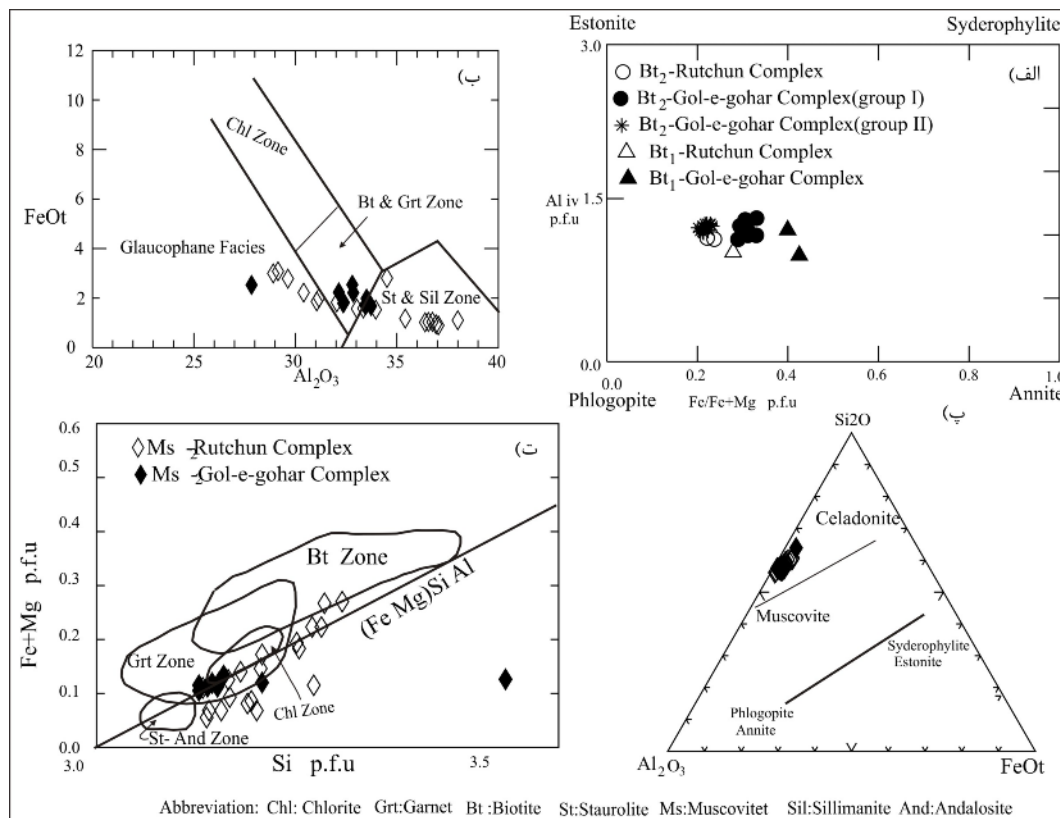 12
10
8
6
4
2
0
FeOt
20
25
30
35
40
Al₂O₃
ب)
Chl Zone
Bt & Grt Zone
Glaucophane Facies
St & Sil Zone
Estonite
Syderophylite
3.0
الف)
Bt₂-Rutchun Complex
Bt₂-Gol-e-gohar Complex(group I)
Bt₂-Gol-e-gohar Complex(group II)
Bt₁-Rutchun Complex
Bt₁-Gol-e-gohar Complex
Al iv
p.f.u
1.5
1.0
0.0
0.2
0.4
0.6
0.8
1.0
Phlogopite
Fe/Fe+Mg p.f.u
Annite
0.6
0.5
0.4
0.3
0.2
0.1
0.0
Fe+Mg p.f.u
Ms -₂Rutchun Complex
Ms -₂Gol-e-gohar Complex
ت)
Bt Zone
(Fe Mg)Si Al
Grt Zone
Chl Zone
St- And Zone
3.0
Si p.f.u
3.5
پ)
Si2O
Celadonite
Muscovite
Syderophylite
Estonite
Phlogopite
Annite
Al₂O₃
FeOt
Abbreviation: Chl: Chlorite Grt:Garnet Bt :Biotite St:Staurolite Ms:Muscovitet Sil:Sillimanite And:Andalosite